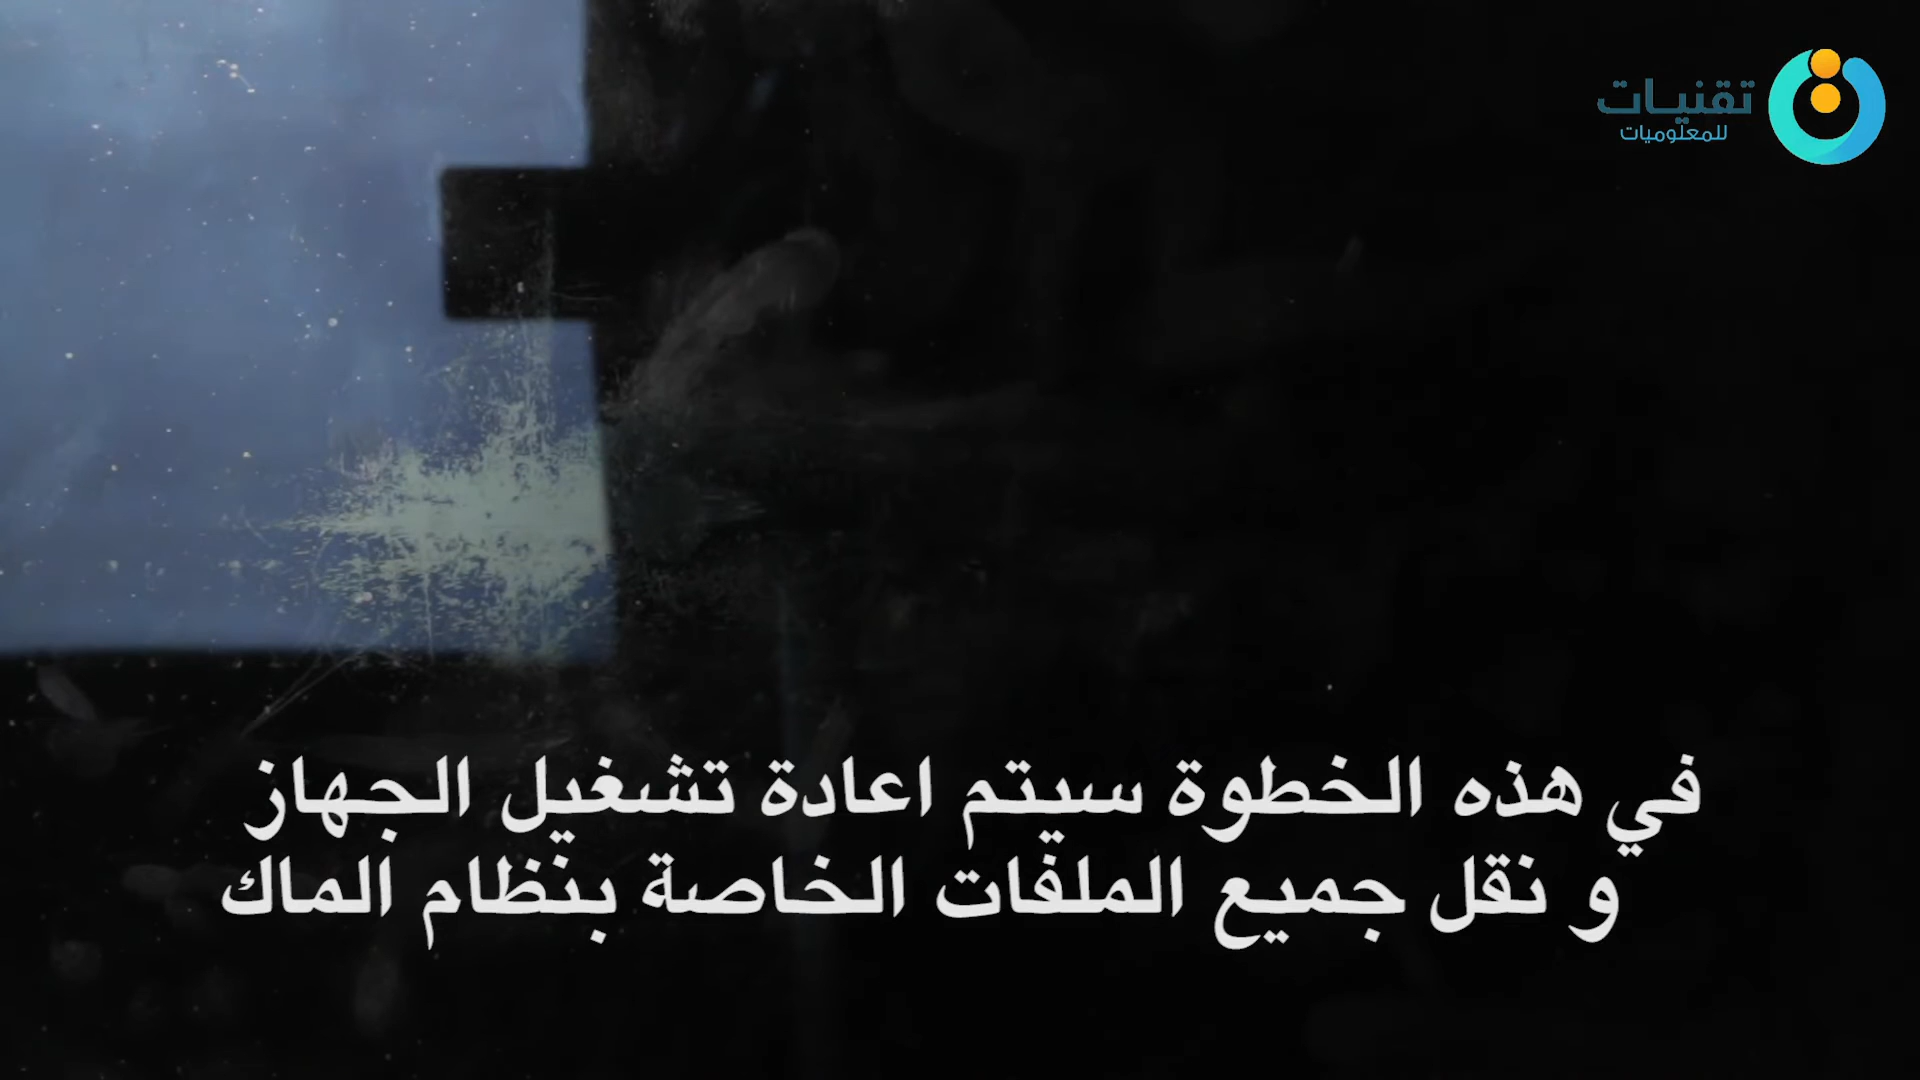 تقنيات
للمعلوميات
في هذه الخطوة سيتم اعادة تشغيل الجهاز
و نقل جميع الملفات الخاصة بنظام الماك